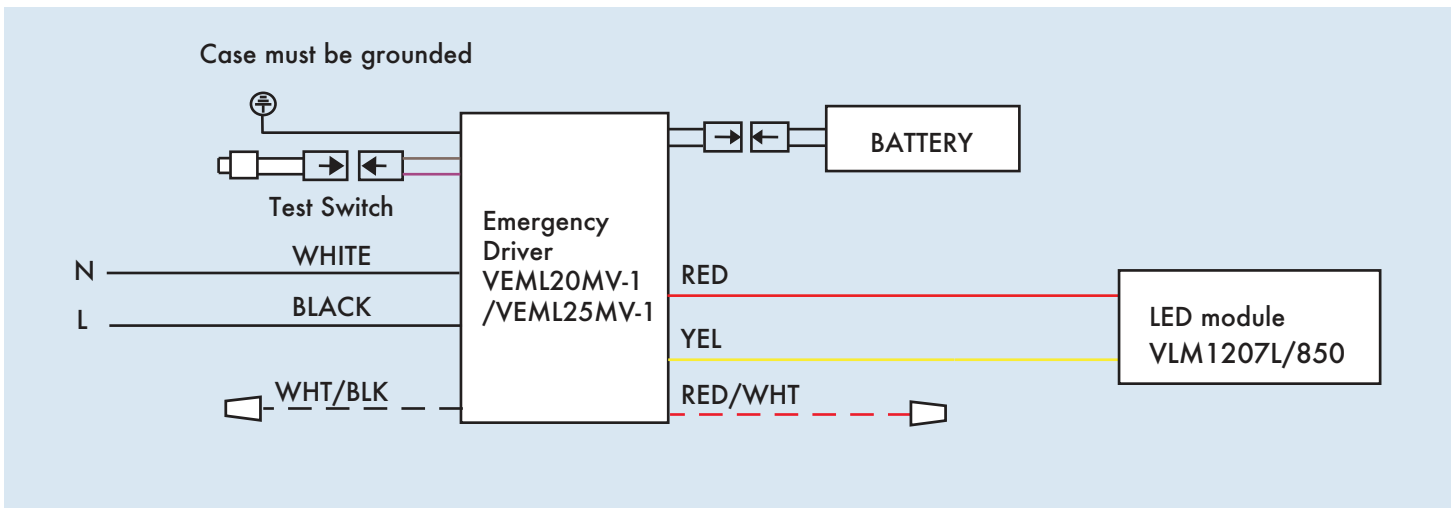 Case must be grounded
BATTERY
Test Switch
Emergency
Driver
VEML20MV-1
/VEML25MV-1
N
WHITE
L
BLACK
WHT/BLK
RED
YEL
RED/WHT
LED module
VLM1207L/850